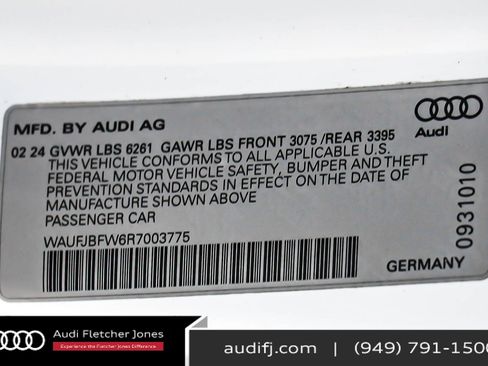 MFD. BY AUDI AG
02 24 GVWR LBS 6261 GAWR LBS FRONT 3075 /REAR 3395
THIS VEHICLE CONFORMS TO ALL APPLICABLE U.S.
FEDERAL MOTOR VEHICLE SAFETY, BUMPER AND THEFT
PREVENTION STANDARDS IN EFFECT ON THE DATE OF
MANUFACTURE SHOWN ABOVE
PASSENGER CAR
WAUFJBFW6R7003775
Audi
0931010
GERMANY
Audi Fletcher Jones
Experience the Fletcher Jones Difference.
audifj.com | (949) 791-1500